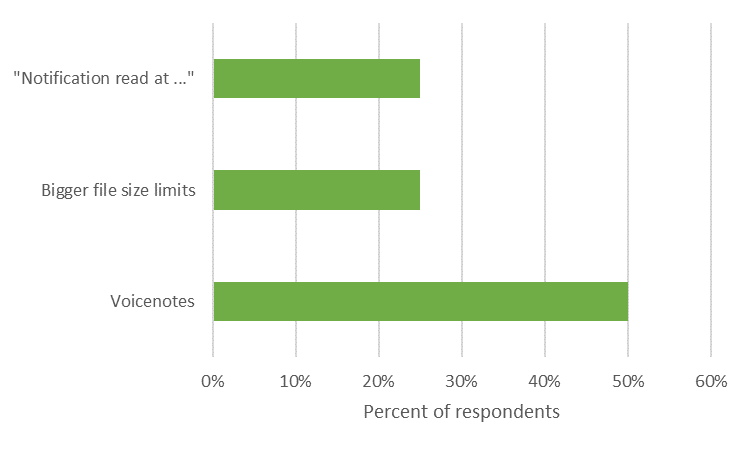 "Notification read at ..."
Bigger file size limits
Voicenotes
0% 10% 20% 30% 40% 50% 60%
Percent of respondents